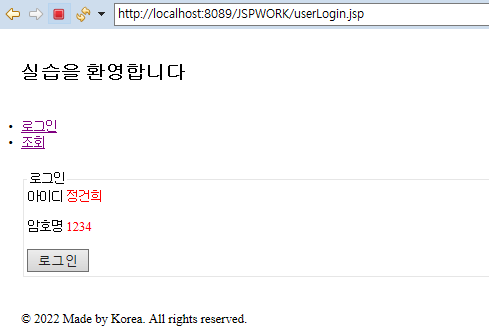 http://localhost:8089/JSPWORK/userLogin.jsp
실습을 환영합니다
로그인
조회
로그인
아이디 정건희
암호명 1234
로그인
© 2022 Made by Korea. All rights reserved.